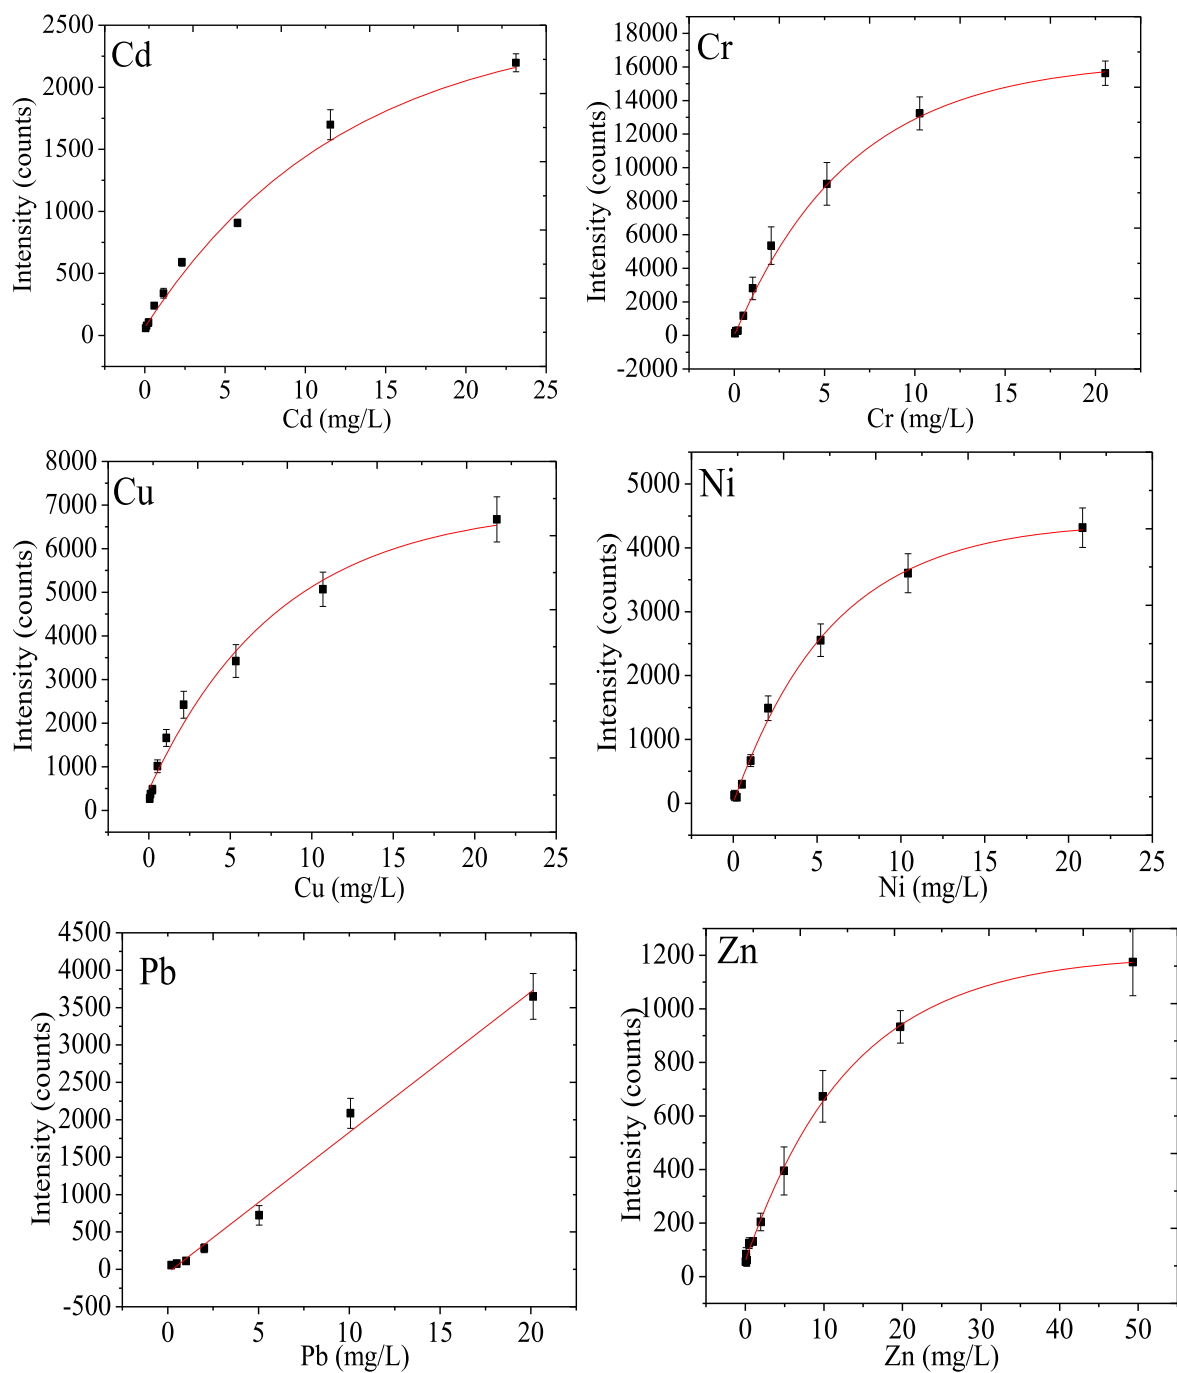 Cd
Intensity (counts)
2500
2000
1500
1000
500
0
0 5 10 15 20 25
Cd (mg/L)
Cr
Intensity (counts)
18000
16000
14000
12000
10000
8000
6000
4000
2000
0
-2000
0 5 10 15 20
Cr (mg/L)
Cu
Intensity (counts)
8000
7000
6000
5000
4000
3000
2000
1000
0
0 5 10 15 20 25
Cu (mg/L)
Ni
Intensity (counts)
5000
4000
3000
2000
1000
0
0 5 10 15 20 25
Ni (mg/L)
Pb
Intensity (counts)
4500
4000
3500
3000
2500
2000
1500
1000
500
0
-500
0 5 10 15 20
Pb (mg/L)
Zn
Intensity (counts)
1200
1000
800
600
400
200
0
0 10 20 30 40 50
Zn (mg/L)